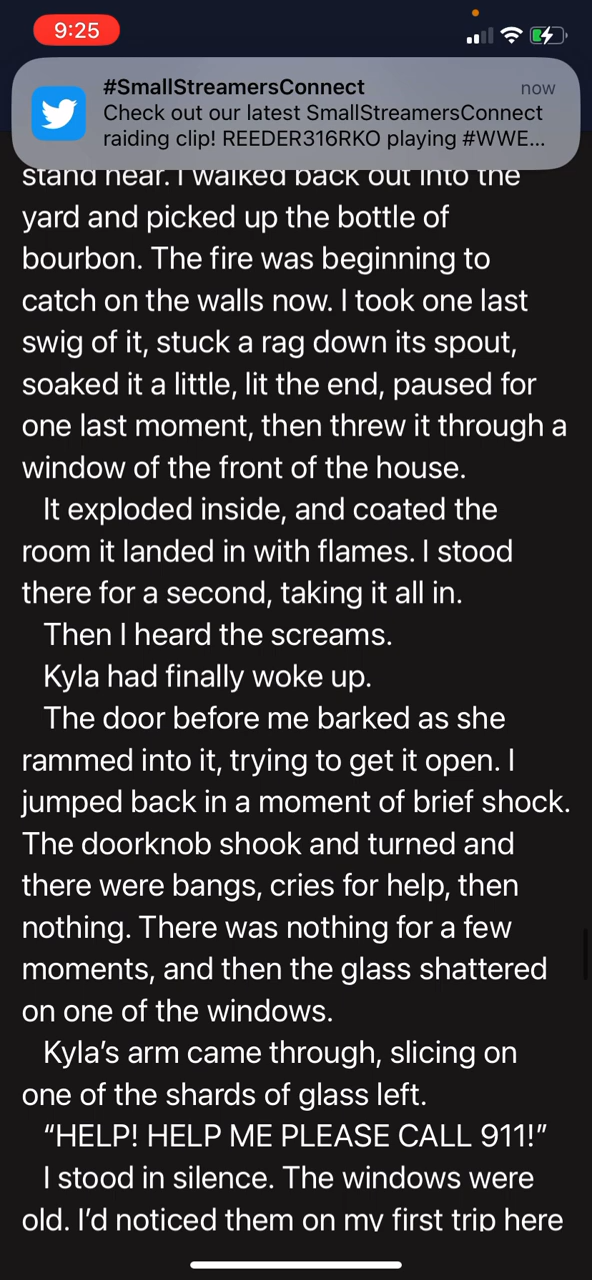 9:25
#SmallStreamersConnect
now
Check out our latest SmallStreamersConnect
raiding clip! REEDER316RKO playing #WWE...
stand near. I walked back out into the
yard and picked up the bottle of
bourbon. The fire was beginning to
catch on the walls now. I took one last
swig of it, stuck a rag down its spout,
soaked it a little, lit the end, paused for
one last moment, then threw it through a
window of the front of the house.
It exploded inside, and coated the
room it landed in with flames. I stood
there for a second, taking it all in.
Then I heard the screams.
Kyla had finally woke up.
The door before me barked as she
rammed into it, trying to get it open. I
jumped back in a moment of brief shock.
The doorknob shook and turned and
there were bangs, cries for help, then
nothing. There was nothing for a few
moments, and then the glass shattered
on one of the windows.
Kyla’s arm came through, slicing on
one of the shards of glass left.
“HELP! HELP ME PLEASE CALL 911!”
I stood in silence. The windows were
old. I’d noticed them on my first trip here